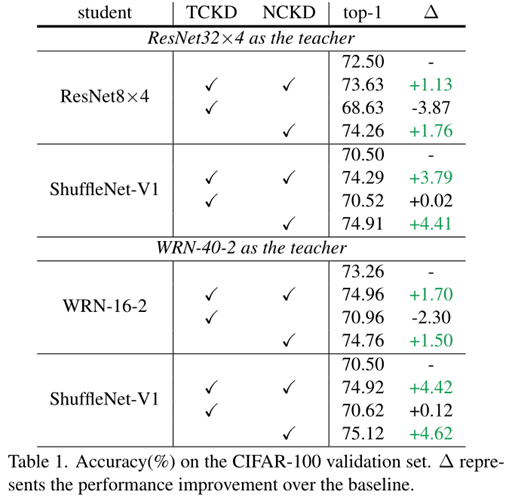 student TCKD NCKD top-1 Δ
ResNet32×4 as the teacher
72.50 -
✓ ✓ 73.63 +1.13
ResNet8×4
✓ 68.63 -3.87
✓ 74.26 +1.76
70.50 -
✓ ✓ 74.29 +3.79
ShuffleNet-V1
✓ 70.52 +0.02
✓ 74.91 +4.41
WRN-40-2 as the teacher
73.26 -
✓ ✓ 74.96 +1.70
WRN-16-2
✓ 70.96 -2.30
✓ 74.76 +1.50
70.50 -
✓ ✓ 74.92 +4.42
ShuffleNet-V1
✓ 70.62 +0.12
✓ 75.12 +4.62
Table 1. Accuracy(%) on the CIFAR-100 validation set. Δ repre-
sents the performance improvement over the baseline.